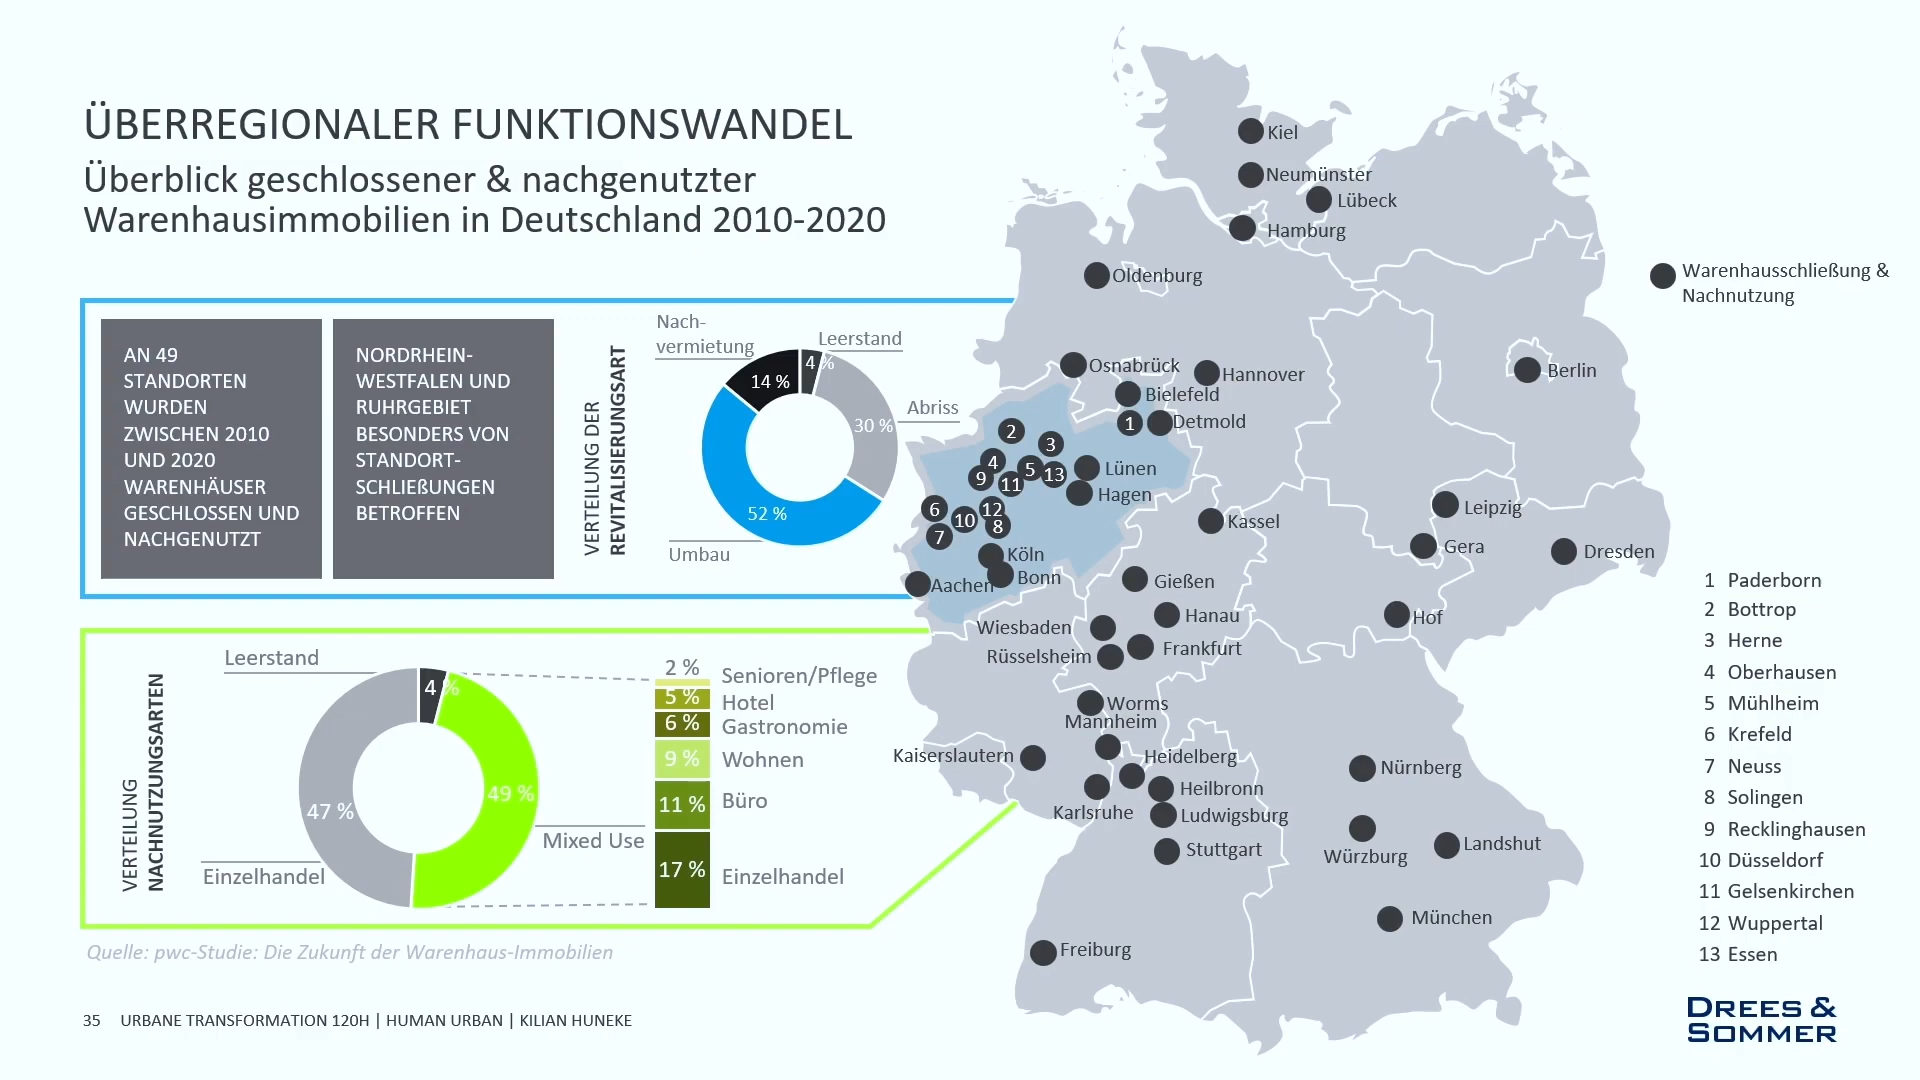 ÜBERREGIONALER FUNKTIONSWANDEL
Überblick geschlossener & nachgenutzter
Warenhausimmobilien in Deutschland 2010-2020
AN 49
STANDORTEN
WURDEN
ZWISCHEN 2010
UND 2020
WARENHÄUSER
GESCHLOSSEN UND
NACHGENUTZT
NORDRHEIN-
WESTFALEN UND
RUHRGEBIET
BESONDERS VON
STANDORT-
SCHLIEßUNGEN
BETROFFEN
VERTEILUNG DER
REVITALISIERUNGSART
Nach-
vermietung
Leerstand
Abriss
Umbau
4 %
14 %
30 %
52 %
VERTEILUNG
NACHNUTZUNGSARTEN
Leerstand
4 %
47 %
49 %
Mixed Use
Einzelhandel
2 %
Senioren/Pflege
5 %
Hotel
6 %
Gastronomie
9 %
Wohnen
11 %
Büro
17 %
Einzelhandel
Quelle: pwc-Studie: Die Zukunft der Warenhaus-Immobilien
35 URBANE TRANSFORMATION 120H | HUMAN URBAN | KILIAN HUNEKE
Kiel
Neumünster
Lübeck
Hamburg
Oldenburg
Osnabrück
Hannover
Berlin
Bielefeld
1
Detmold
2
3
4
5
13
Lünen
9
11
Hagen
6
12
10
8
7
Kassel
Leipzig
Gera
Dresden
Köln
Bonn
Aachen
Gießen
Hanau
Hof
Wiesbaden
Rüsselsheim
Frankfurt
Worms
Mannheim
Kaiserslautern
Heidelberg
Karlsruhe
Heilbronn
Ludwigsburg
Stuttgart
Nürnberg
Würzburg
Landshut
München
Freiburg
Warenhausschließung &
Nachnutzung
1 Paderborn
2 Bottrop
3 Herne
4 Oberhausen
5 Mühlheim
6 Krefeld
7 Neuss
8 Solingen
9 Recklinghausen
10 Düsseldorf
11 Gelsenkirchen
12 Wuppertal
13 Essen
DREES &
SOMMER